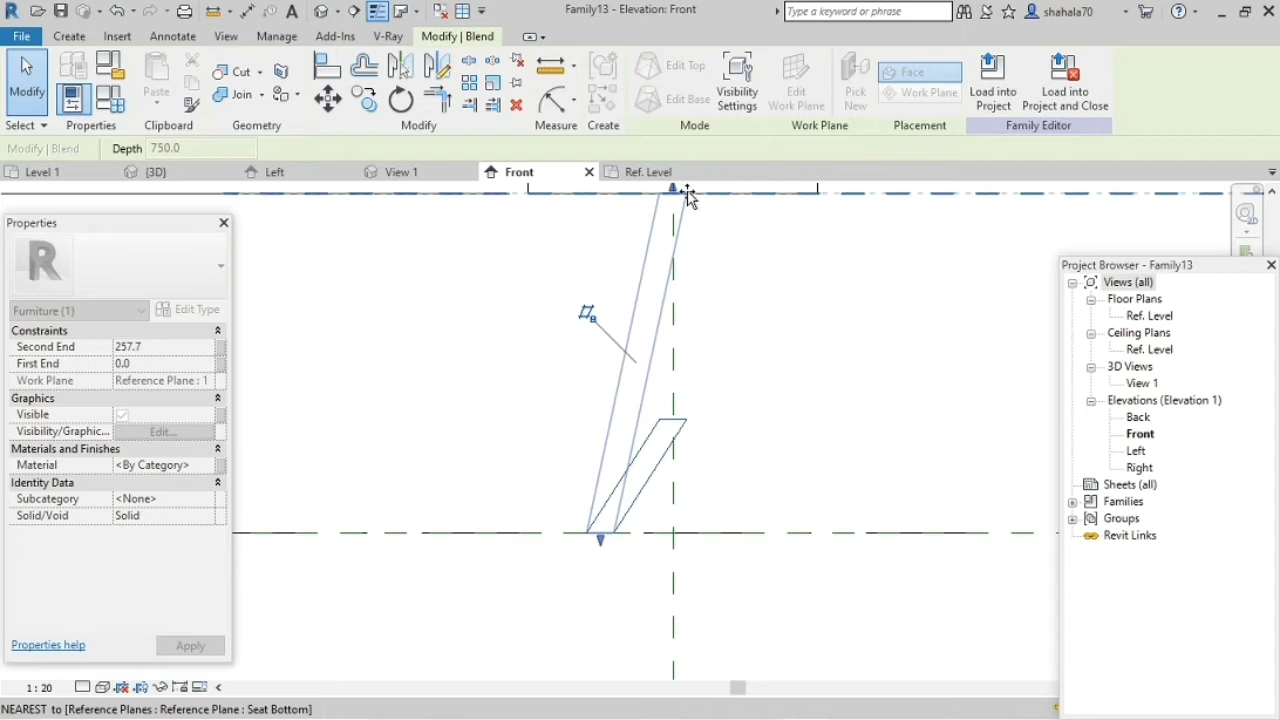 Family13 - Elevation: Front
Type a keyword or phrase
shahala70
File Create Insert Annotate View Manage Add-Ins V-Ray Modify | Blend
Modify
Paste
Cut
Join
Edit Top
Edit Base
Visibility
Settings
Edit
Work Plane
Pick
New
Face
Work Plane
Load into
Project
Load into
Project and Close
Select Properties Clipboard Geometry Modify Measure Create Mode Work Plane Placement Family Editor
Modify | Blend Depth 750.0
Level 1 {3D} Left View 1 Front Ref. Level
Properties
R
Furniture (1) Edit Type
Constraints
Second End 257.7
First End 0.0
Work Plane Reference Plane : 1
Graphics
Visible
Visibility/Graphic... Edit...
Materials and Finishes
Material <By Category>
Identity Data
Subcategory <None>
Solid/Void Solid
Properties help Apply
Project Browser - Family13
Views (all)
Floor Plans
Ref. Level
Ceiling Plans
Ref. Level
3D Views
View 1
Elevations (Elevation 1)
Back
Front
Left
Right
Sheets (all)
Families
Groups
Revit Links
1 : 20
NEAREST to [Reference Planes : Reference Plane : Seat Bottom]